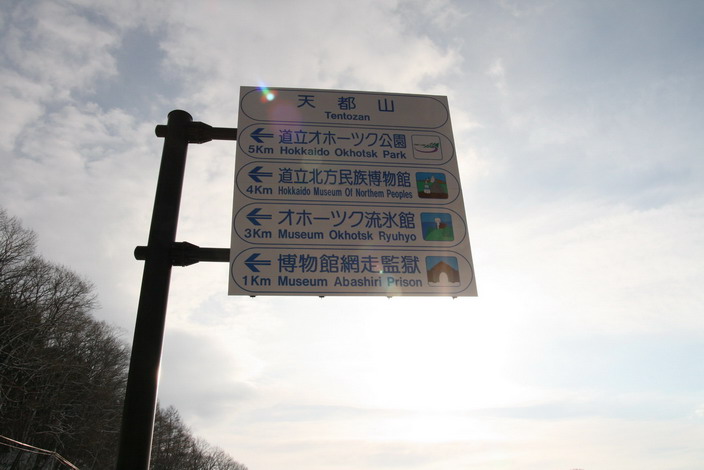 天都山
Tentozan
← 道立オホーツク公園
5Km Hokkaido Okhotsk Park
← 道立北方民族博物館
4Km Hokkaido Museum Of Northern Peoples
← オホーツク流氷館
3Km Museum Okhotsk Ryuhyo
← 博物館網走監獄
1Km Museum Abashiri Prison